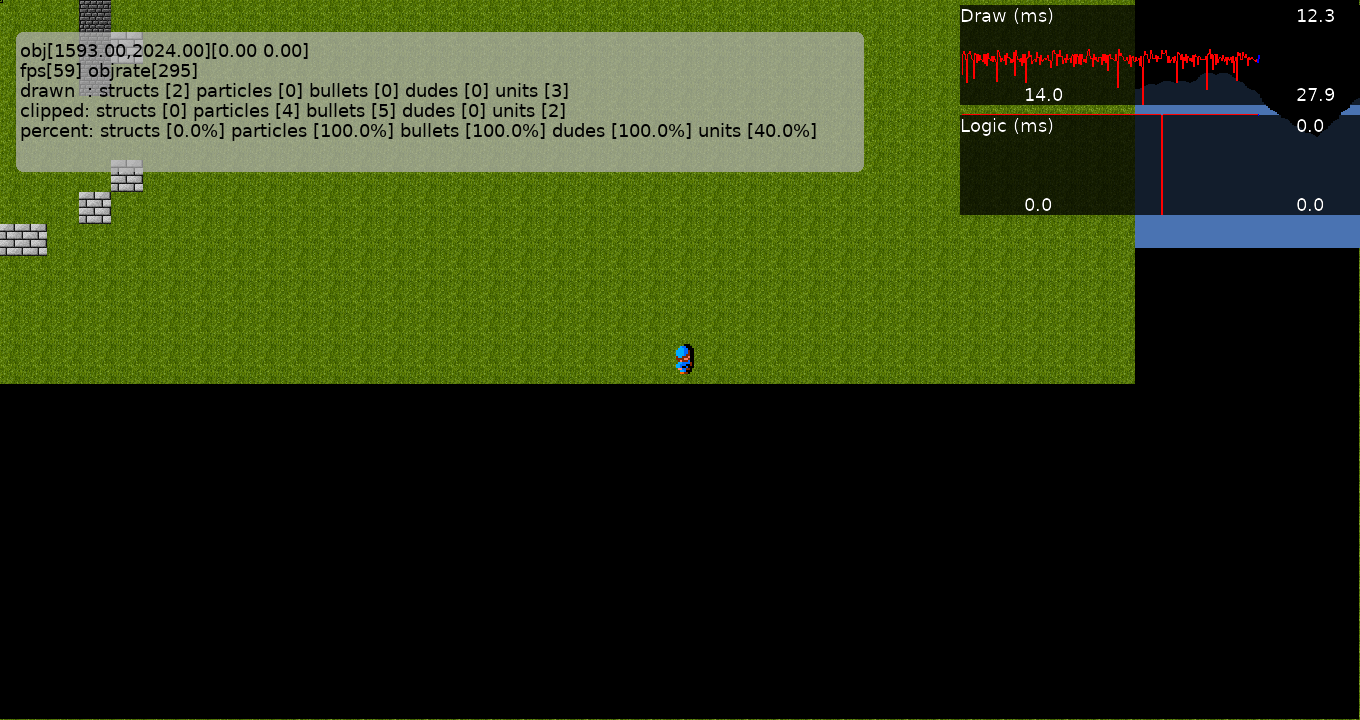 obj[1593.00,2024.00][0.00 0.00]
fps[59] objrate[295]
drawn  : structs [2] particles [0] bullets [0] dudes [0] units [3]
clipped: structs [0] particles [4] bullets [5] dudes [0] units [2]
percent: structs [0.0%] particles [100.0%] bullets [100.0%] dudes [100.0%] units [40.0%]
Draw (ms) 12.3
14.0 27.9
Logic (ms) 0.0
0.0 0.0